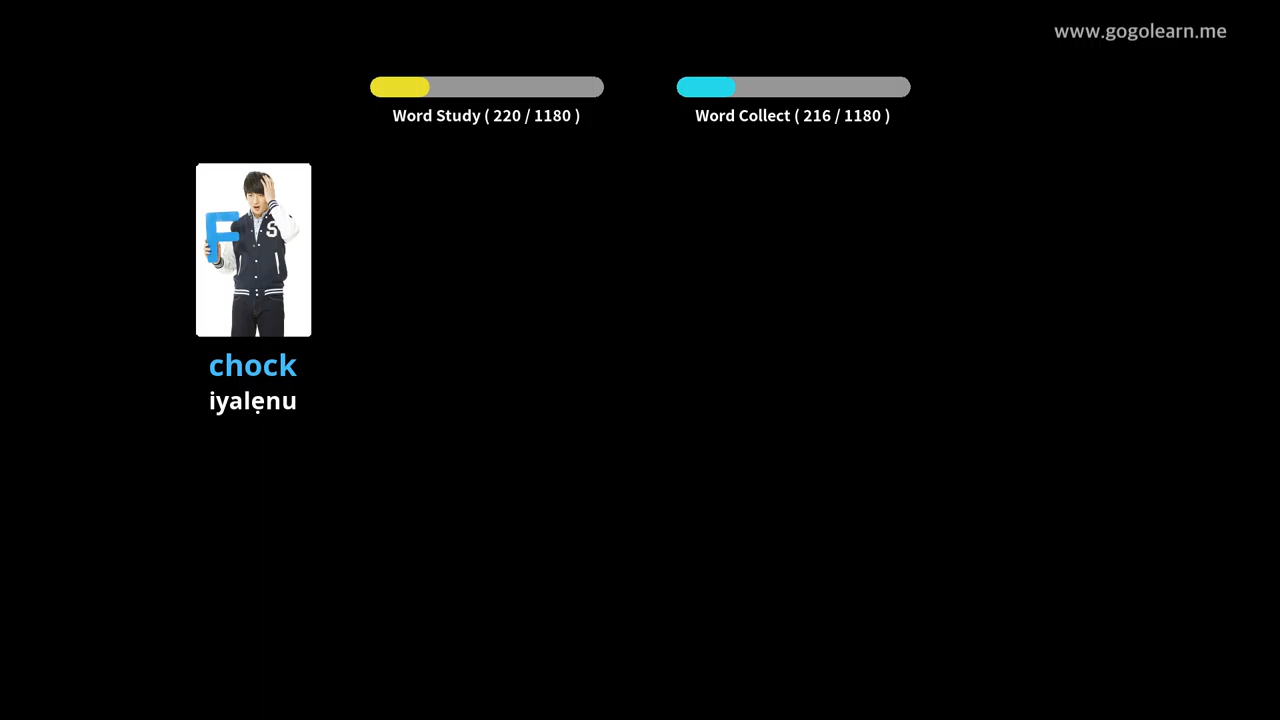 www.gogolearn.me
Word Study ( 220 / 1180 )
Word Collect ( 216 / 1180 )
F
S
chock
iyalẹnu